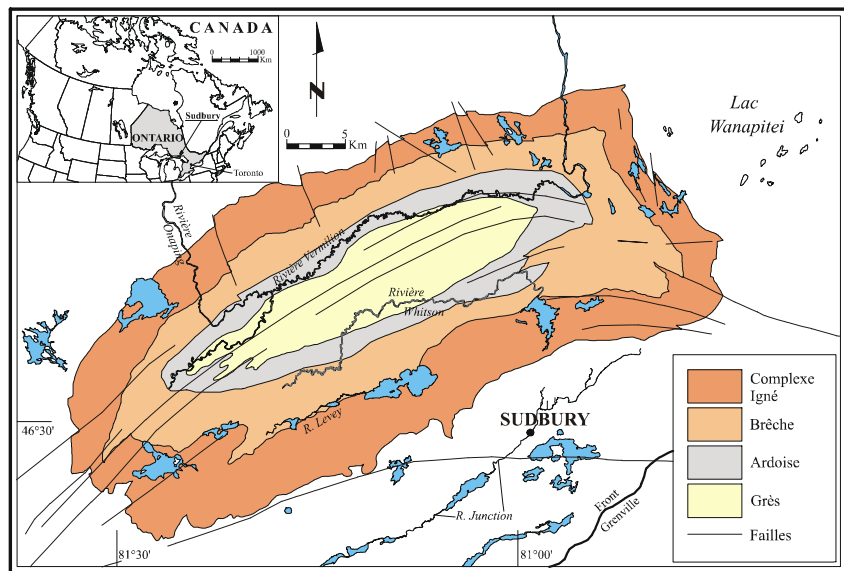 CANADA
0 1000
Km
Sudbury
ONTARIO
Toronto
N
0 5
Km
Lac
Wanapitei
Rivière
Onaping
Rivière Vermilion
Rivière
Whitson
R. Levey
SUDBURY
R. Junction
Front
Grenville
46°30'
81°30'
81°00'
Complexe
Igné
Brêche
Ardoise
Grès
Failles